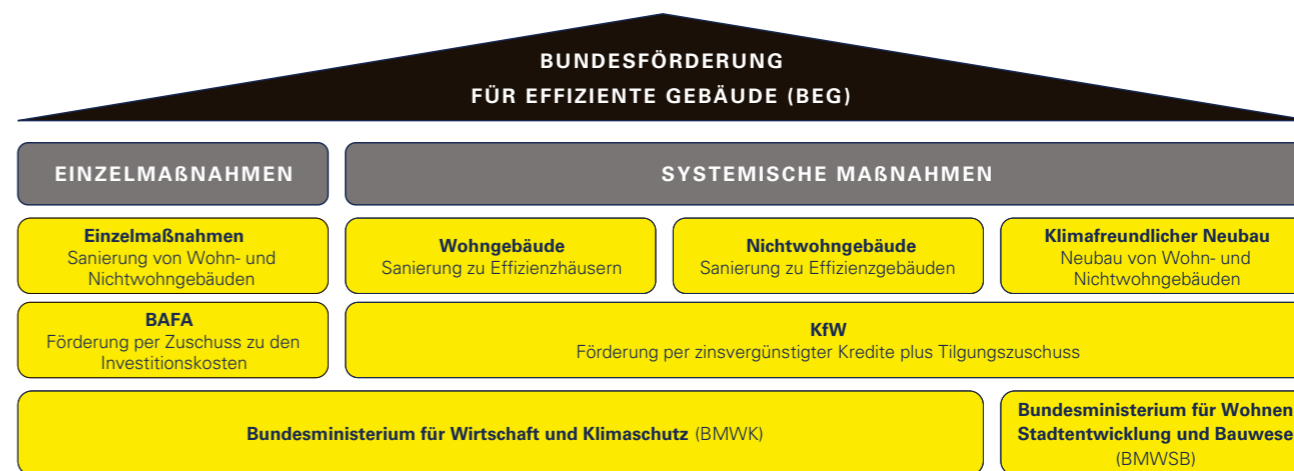 BUNDESFÖRDERUNG
FÜR EFFIZIENTE GEBÄUDE (BEG)
EINZELMAßNAHMEN
SYSTEMISCHE MAßNAHMEN
Einzelmaßnahmen
Sanierung von Wohn- und
Nichtwohngebäuden
Wohngebäude
Sanierung zu Effizienzhäusern
Nichtwohngebäude
Sanierung zu Effizienzgebäuden
Klimafreundlicher Neubau
Neubau von Wohn- und
Nichtwohngebäuden
BAFA
Förderung per Zuschuss zu den
Investitionskosten
KfW
Förderung per zinsvergünstigter Kredite plus Tilgungszuschuss
Bundesministerium für Wirtschaft und Klimaschutz (BMWK)
Bundesministerium für Wohnen
Stadtentwicklung und Bauwese
(BMWSB)